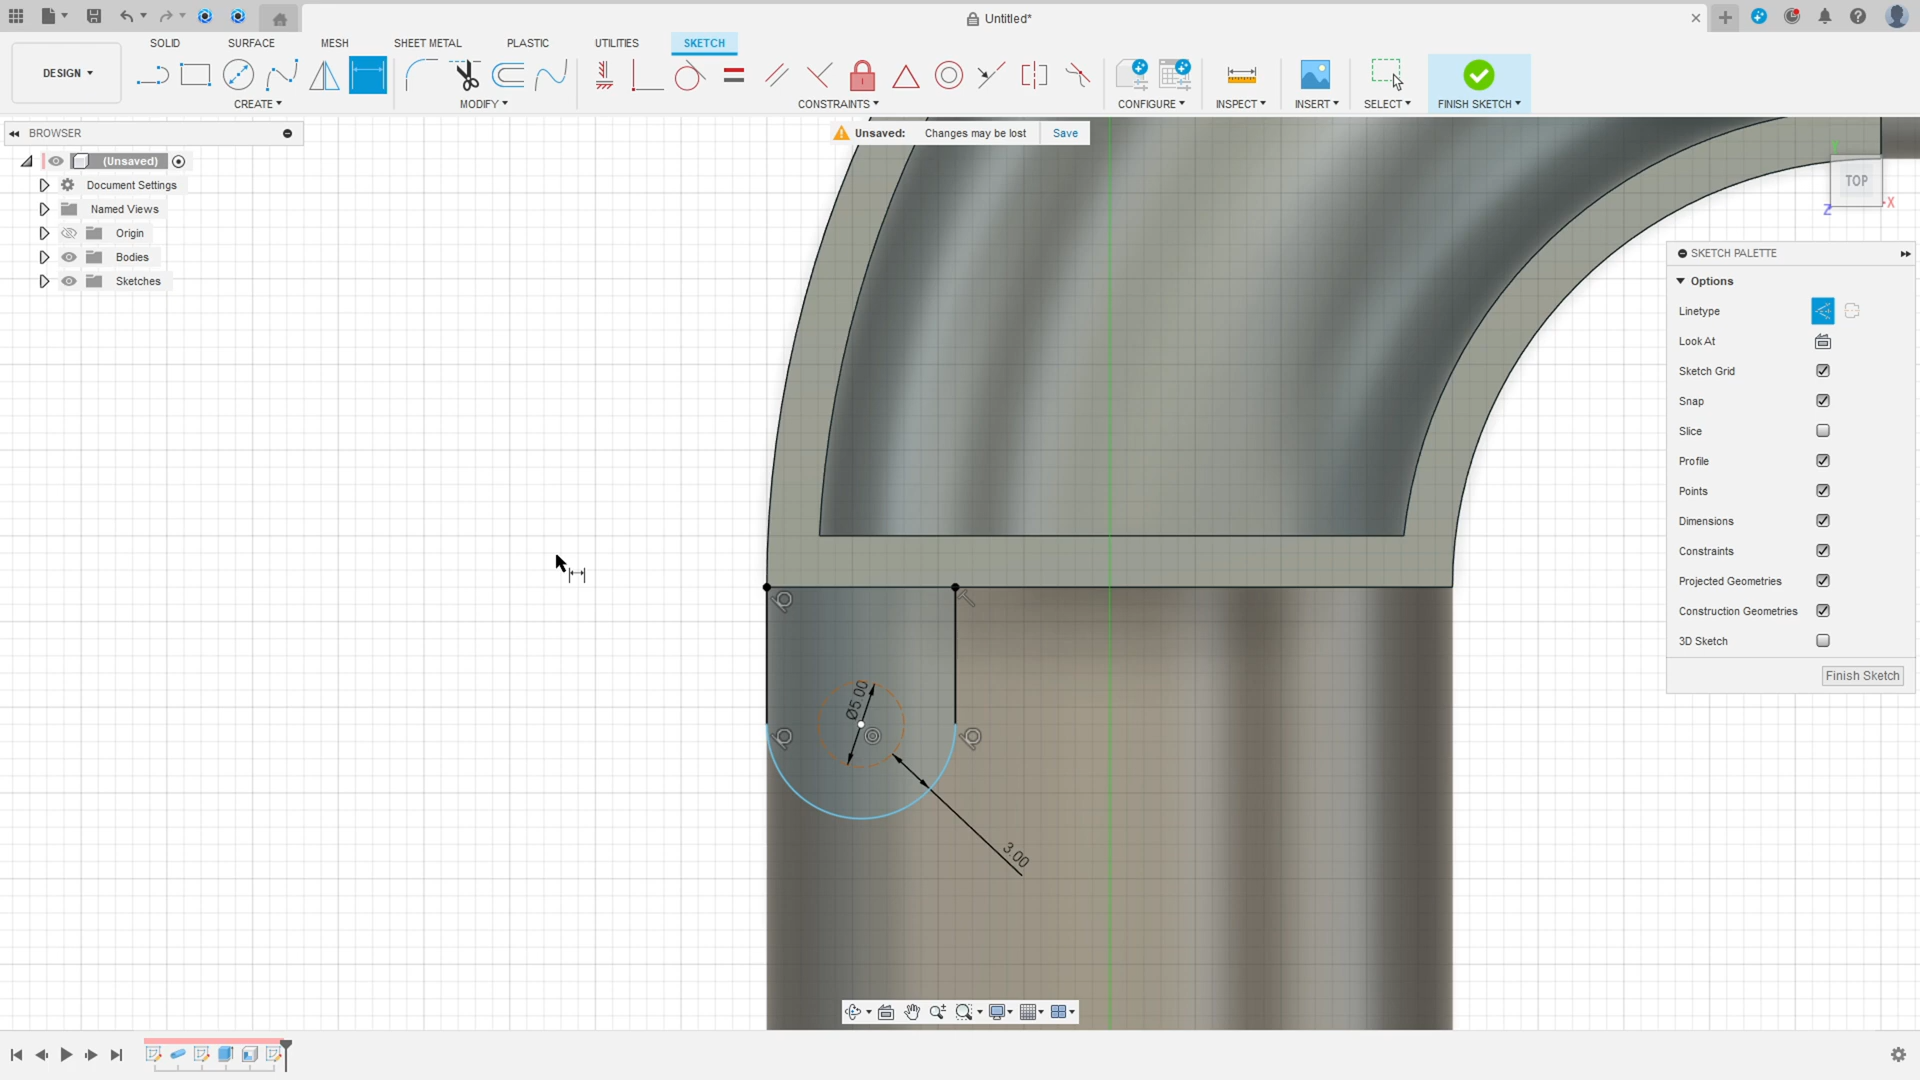 Untitled*
SOLID SURFACE MESH SHEET METAL PLASTIC UTILITIES SKETCH
DESIGN
CREATE MODIFY CONSTRAINTS CONFIGURE INSPECT INSERT SELECT FINISH SKETCH
BROWSER
Unsaved: Changes may be lost Save
(Unsaved)
Document Settings
Named Views
Origin
Bodies
Sketches
TOP
X
Y
Z
SKETCH PALETTE
Options
Linetype
Look At
Sketch Grid
Snap
Slice
Profile
Points
Dimensions
Constraints
Projected Geometries
Construction Geometries
3D Sketch
Finish Sketch
Ø5.00
3.00